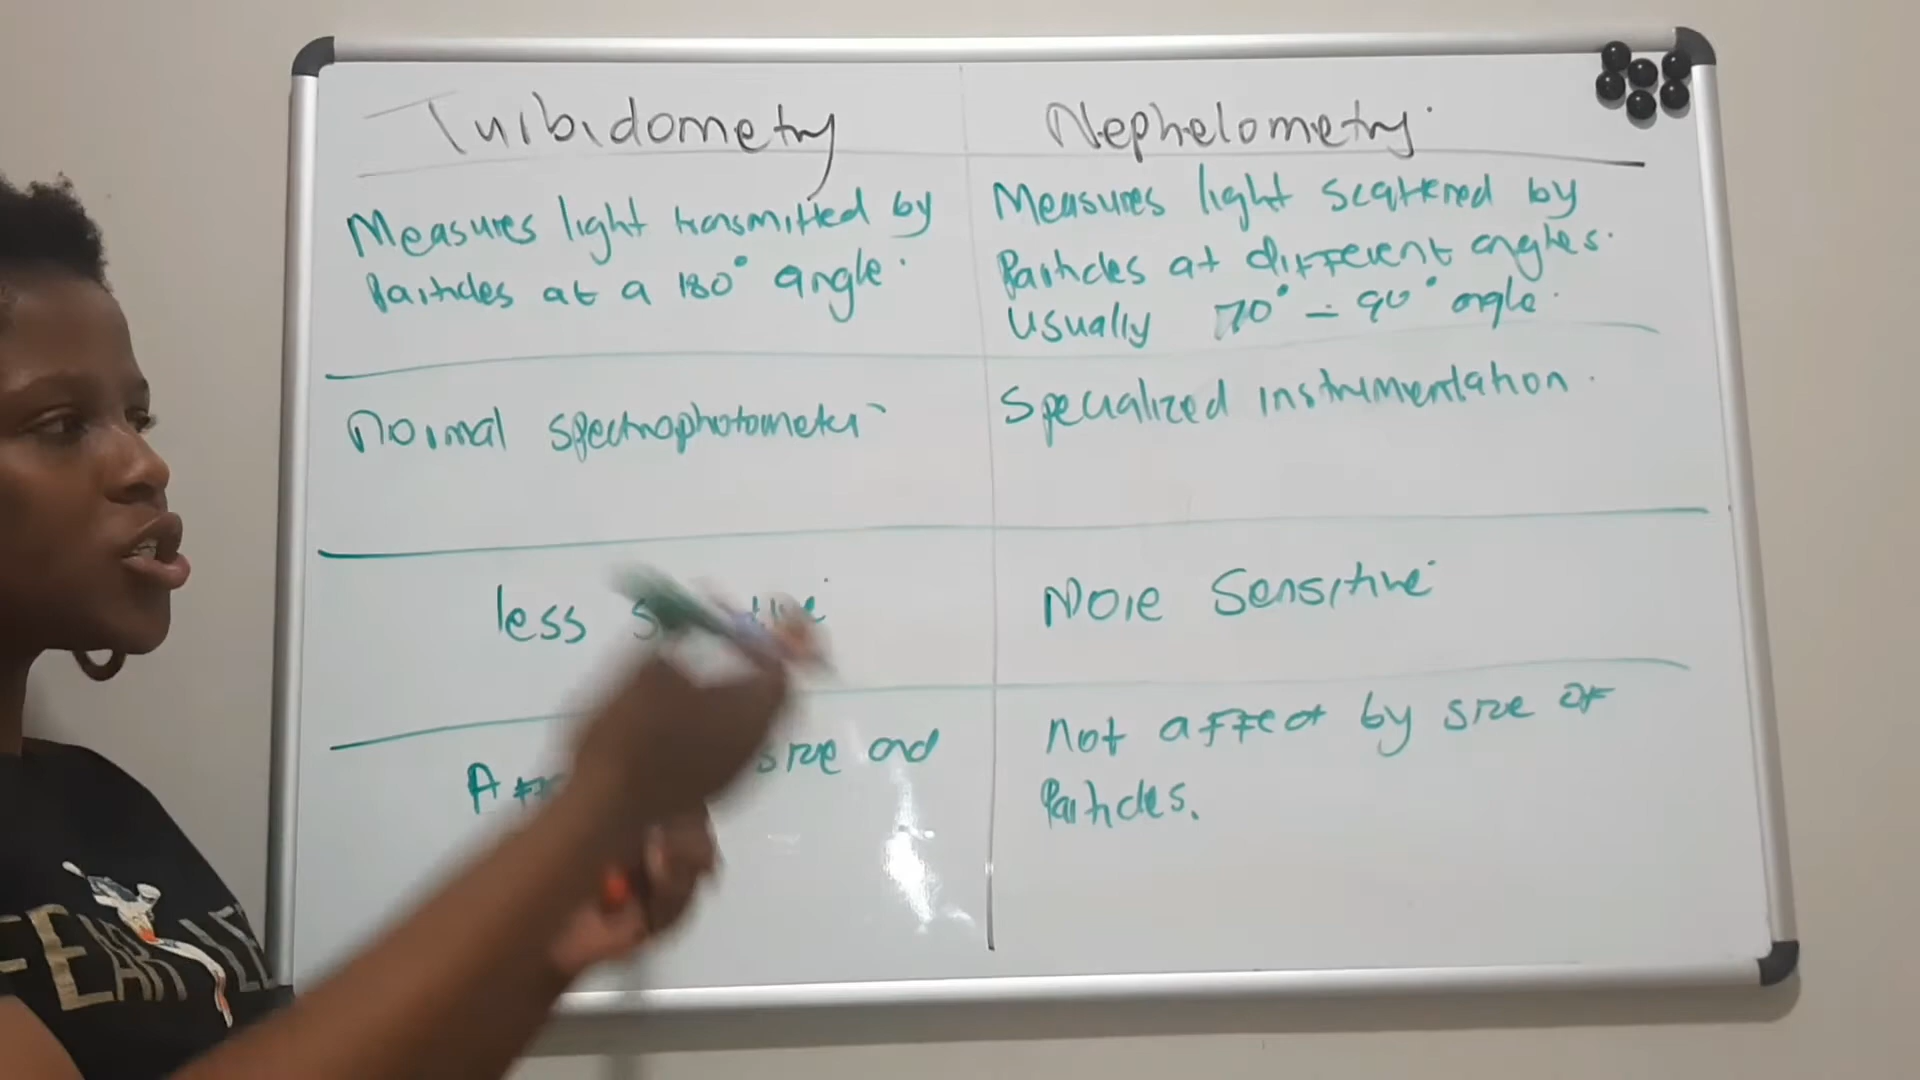 Turbidometry
Nephelometry.
Measures light transmitted by
Particles at a 180° angle.
Measures light scattered by
Particles at different angles.
Usually 70° - 90° angle.
Normal spectrophotometer
Specialized instrumentation.
less
More Sensitive
size and
not affect by size of
Particles.
FEAR